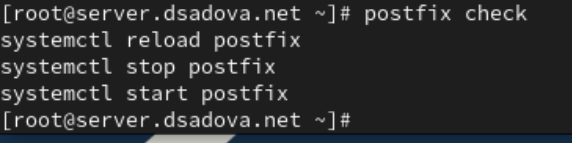 [root@server.dsadova.net ~]# postfix check
systemctl reload postfix
systemctl stop postfix
systemctl start postfix
[root@server.dsadova.net ~]#